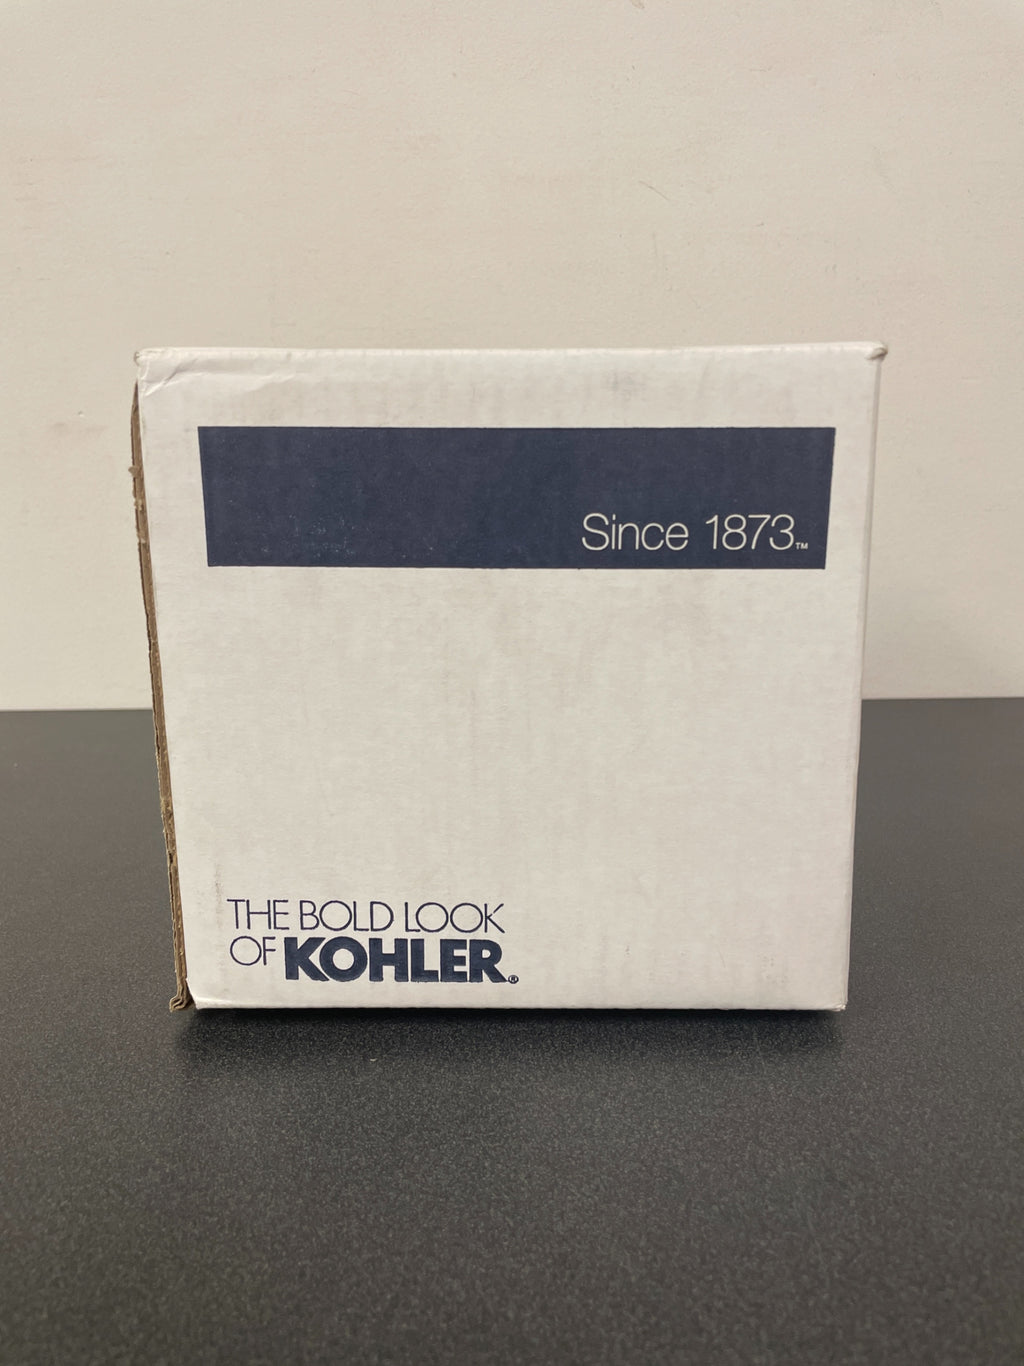 Since 1873™
THE BOLD LOOK
OF KOHLER®